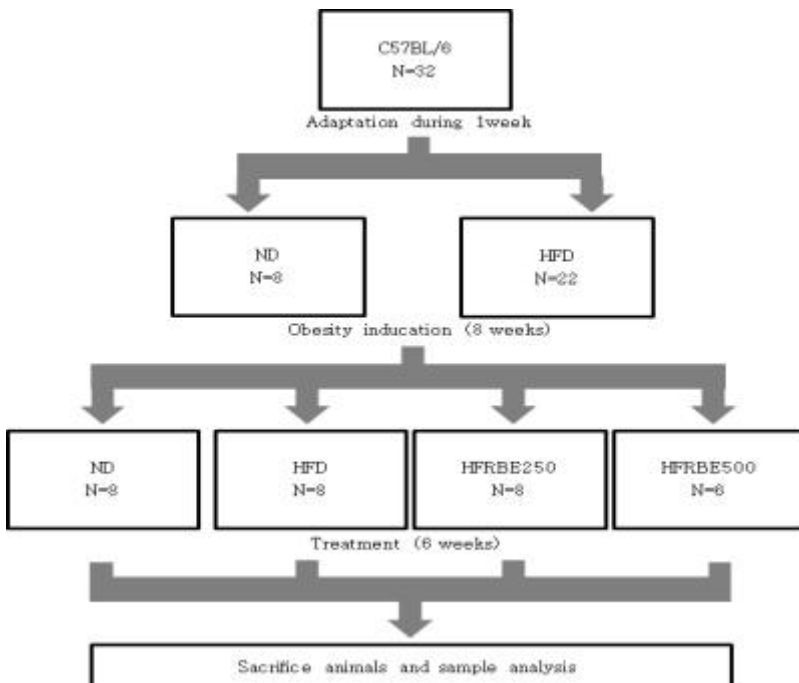 C57BL/6
N=32
Adaptation during 1week
ND
N=8
HFD
N=22
Obesity inducation (8 weeks)
ND
N=8
HFD
N=8
HFRBE250
N=8
HFRBE500
N=6
Treatment (6 weeks)
Sacrifice animals and sample analysis